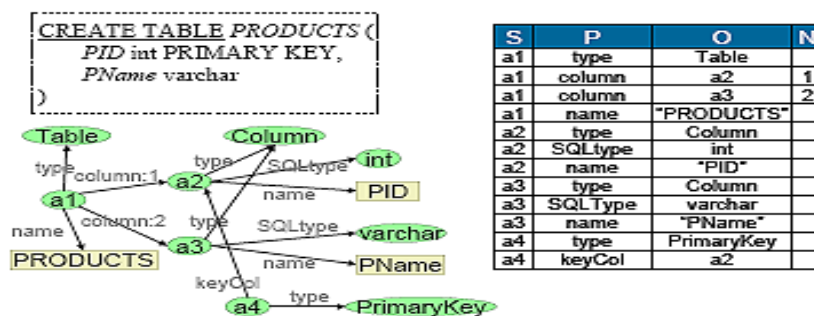 CREATE TABLE PRODUCTS (
PID int PRIMARY KEY,
PName varchar
)
Table
Column
type
type
SQLtype
int
column:1
a2
name
PID
a1
column:2
type
SQLtype
varchar
name
a3
PRODUCTS
name
PName
keyCol
a4
type
PrimaryKey
S P O N
a1 type Table
a1 column a2 1
a1 column a3 2
a1 name "PRODUCTS"
a2 type Column
a2 SQLtype int
a2 name "PID"
a3 type Column
a3 SQLType varchar
a3 name "PName"
a4 type PrimaryKey
a4 keyCol a2